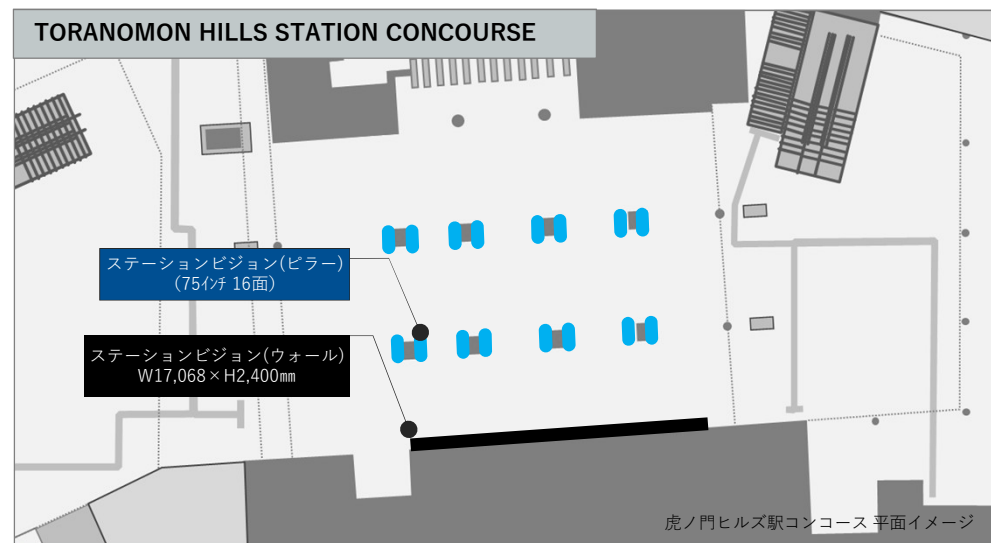 TORANOMON HILLS STATION CONCOURSE
ステーションビジョン(ピラー)
(75ｲﾝﾁ 16面)
ステーションビジョン(ウォール)
W17,068×H2,400㎜
虎ノ門ヒルズ駅コンコース 平面イメージ